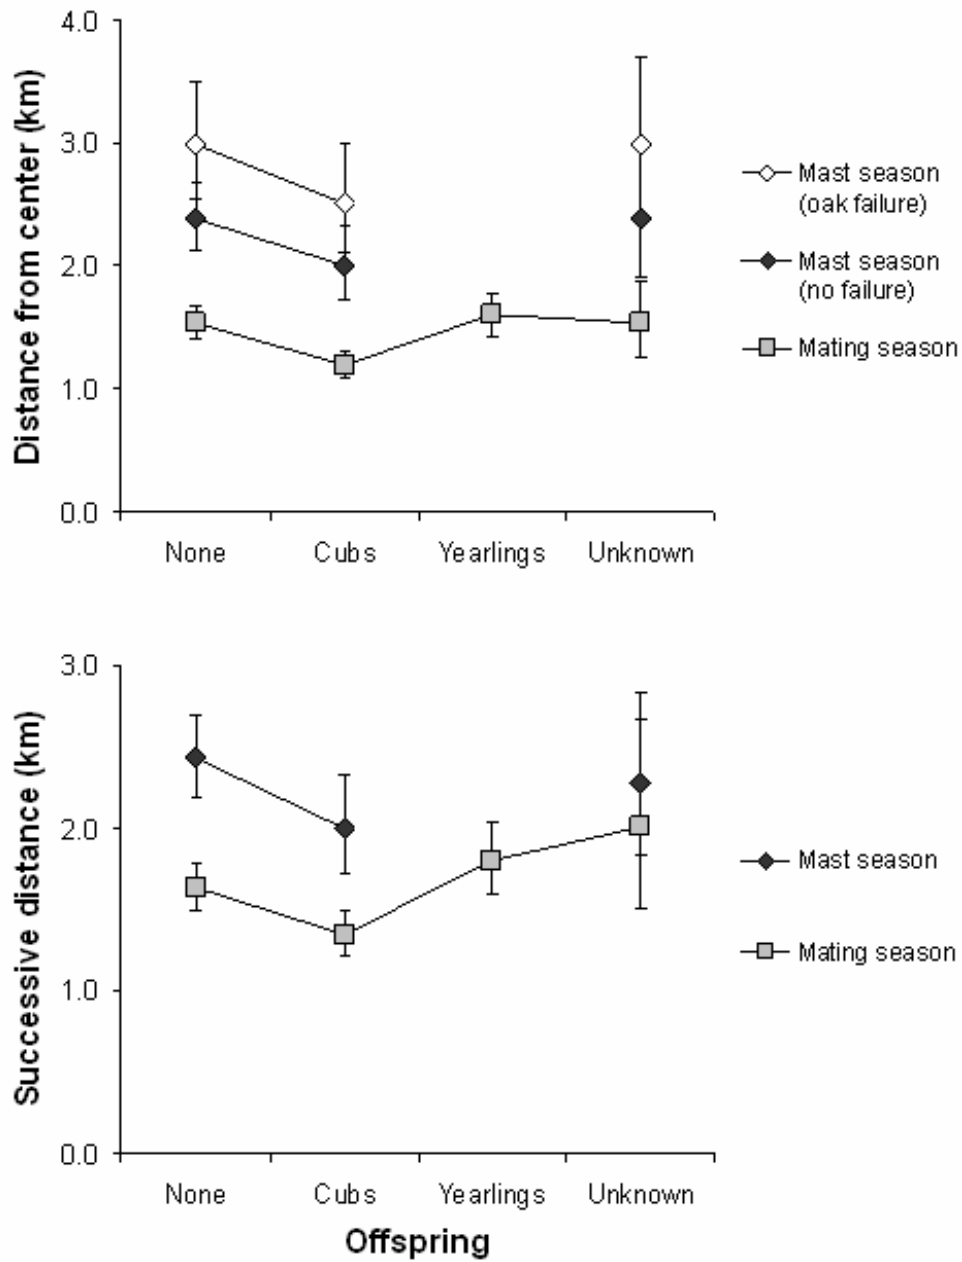 4.0
3.0
2.0
1.0
0.0
Distance from center (km)
None Cubs Yearlings Unknown
Mast season
(oak failure)
Mast season
(no failure)
Mating season
3.0
2.0
1.0
0.0
Successive distance (km)
None Cubs Yearlings Unknown
Offspring
Mast season
Mating season